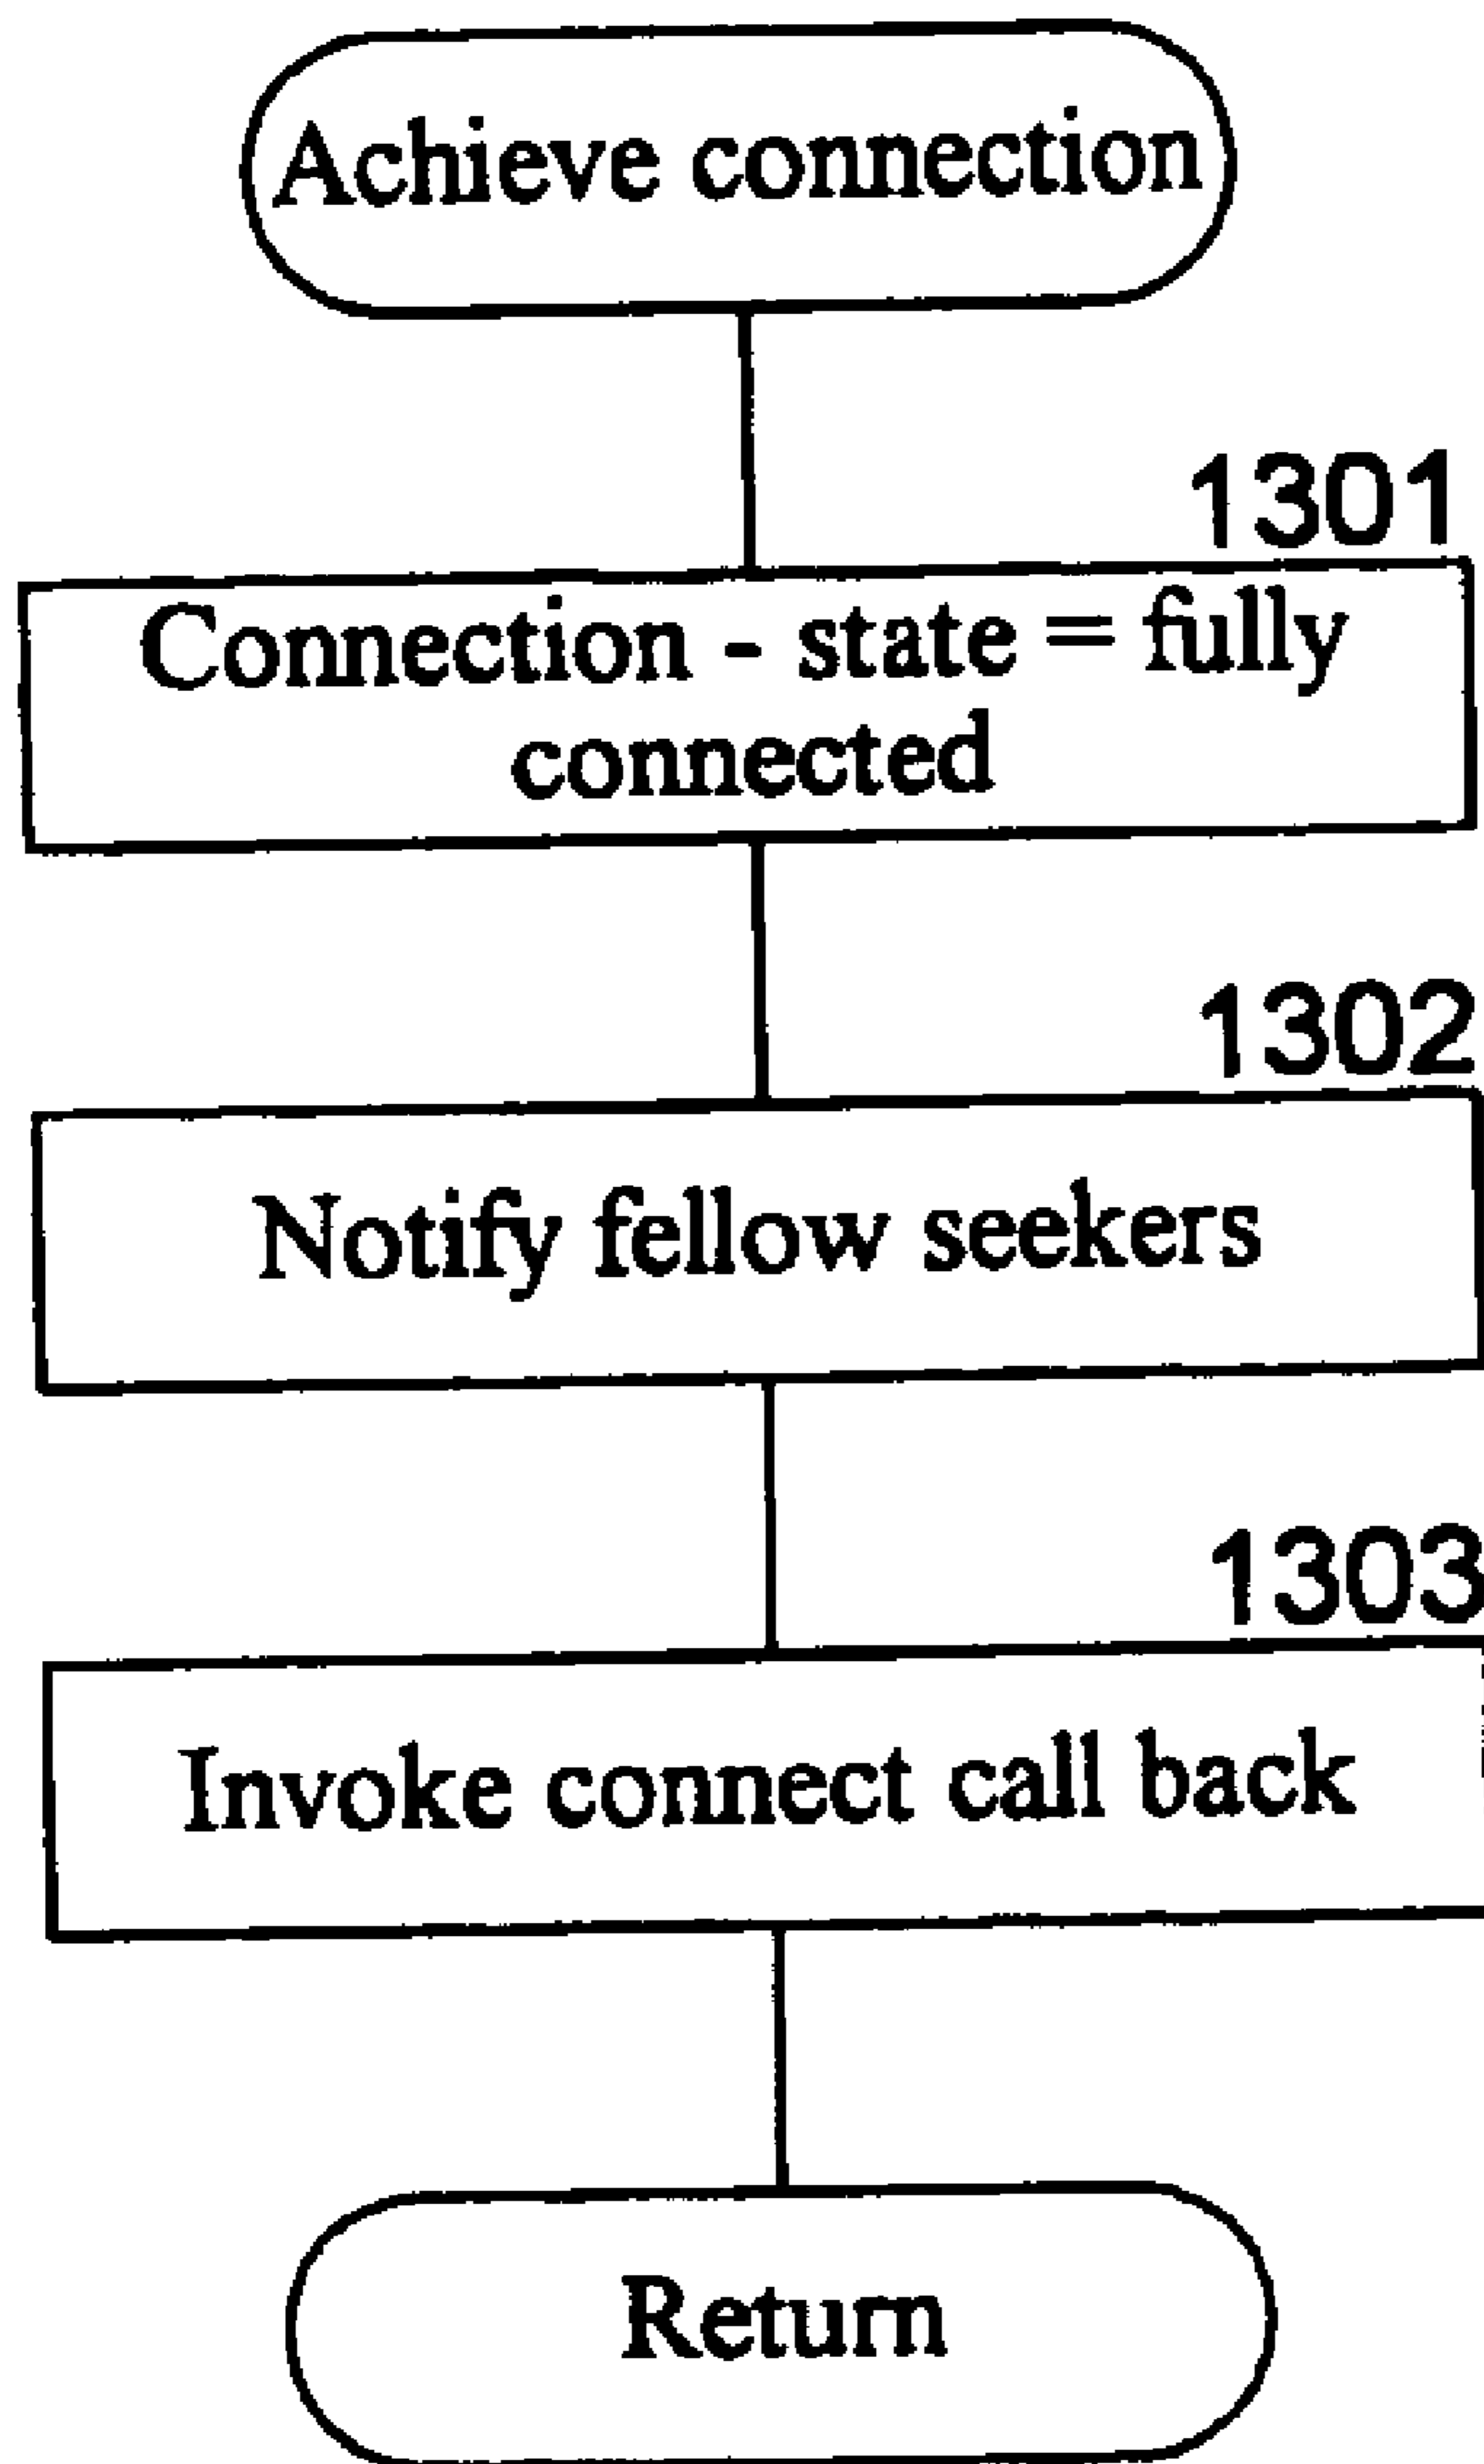 Achieve connection
1301
Connection - state = fully
connected
1302
Notify fellow seekers
1303
Invoke connect call back
Return